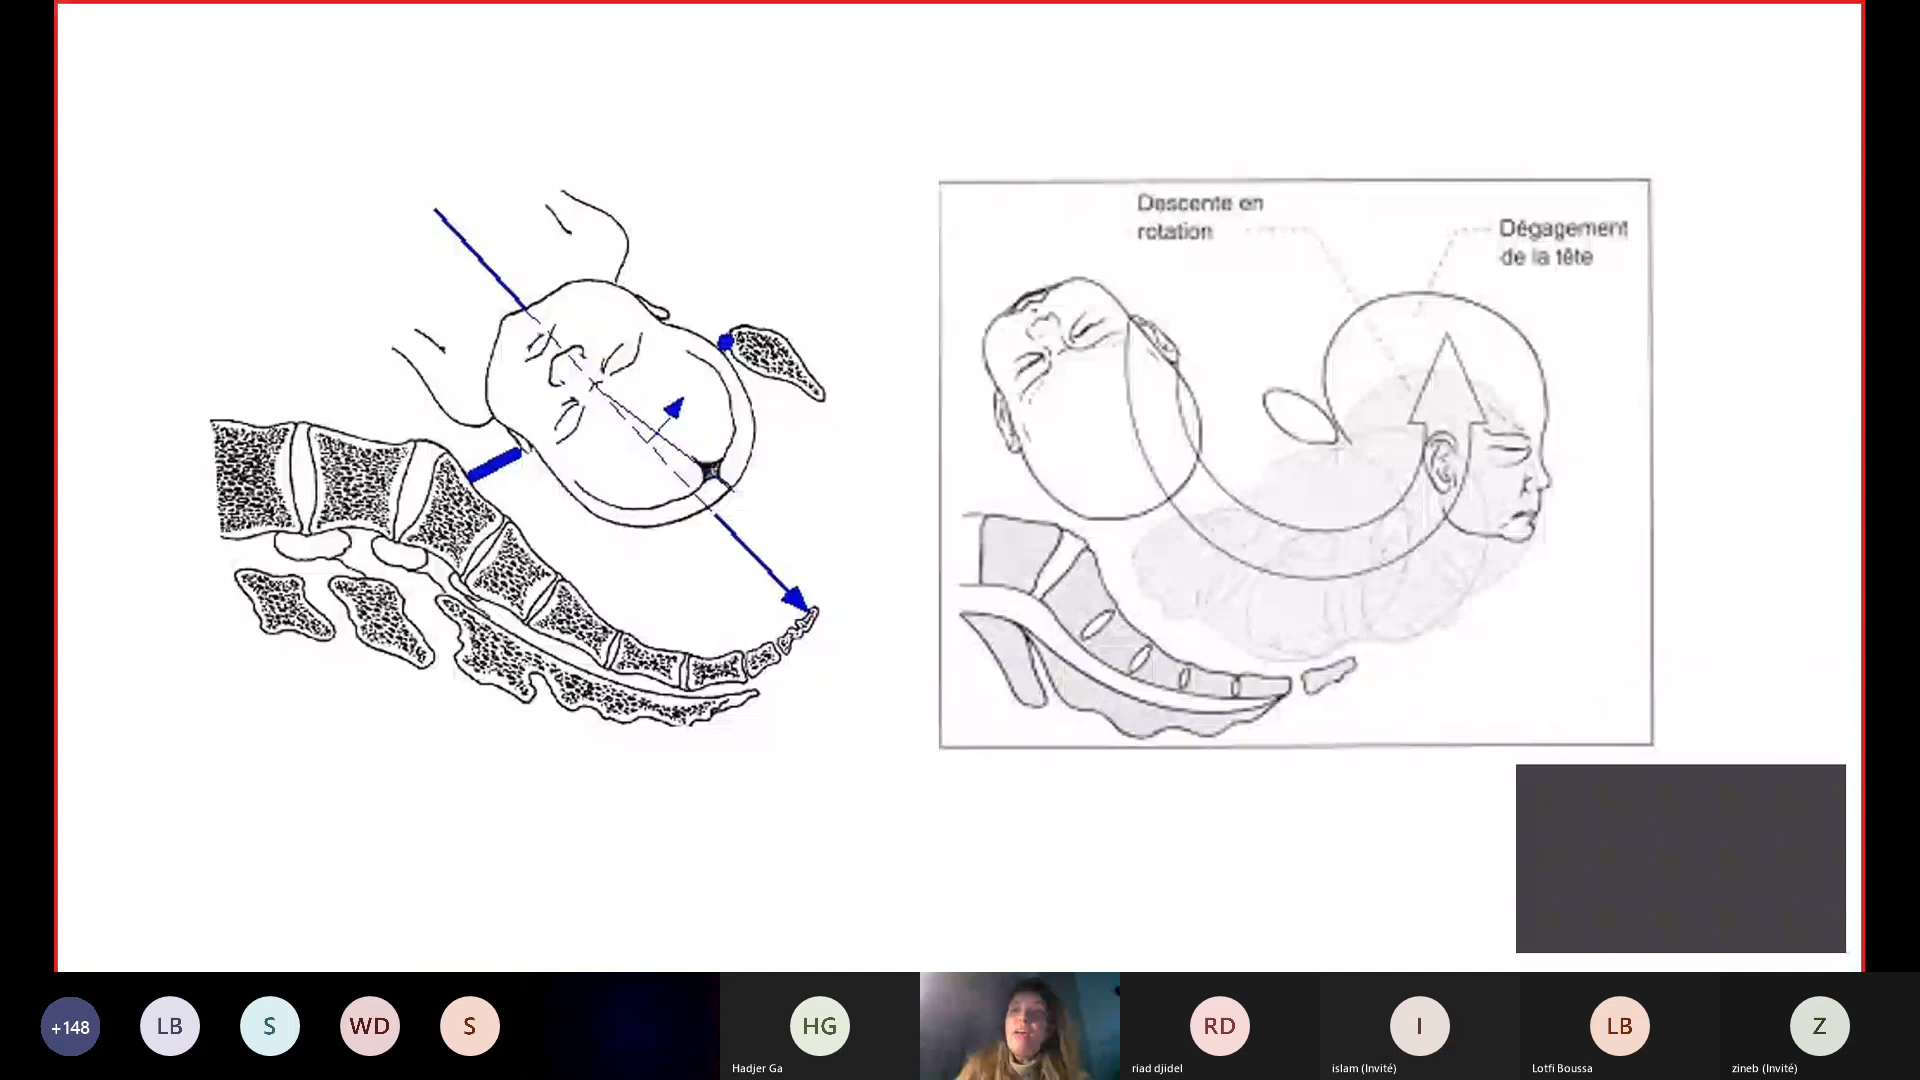 Descente en
rotation
Dégagement
de la tête
+148
LB
S
WD
S
HG
RD
I
LB
Z
Hadjer Ga
riad djidel
islam (Invité)
Lotfi Boussa
zineb (Invité)